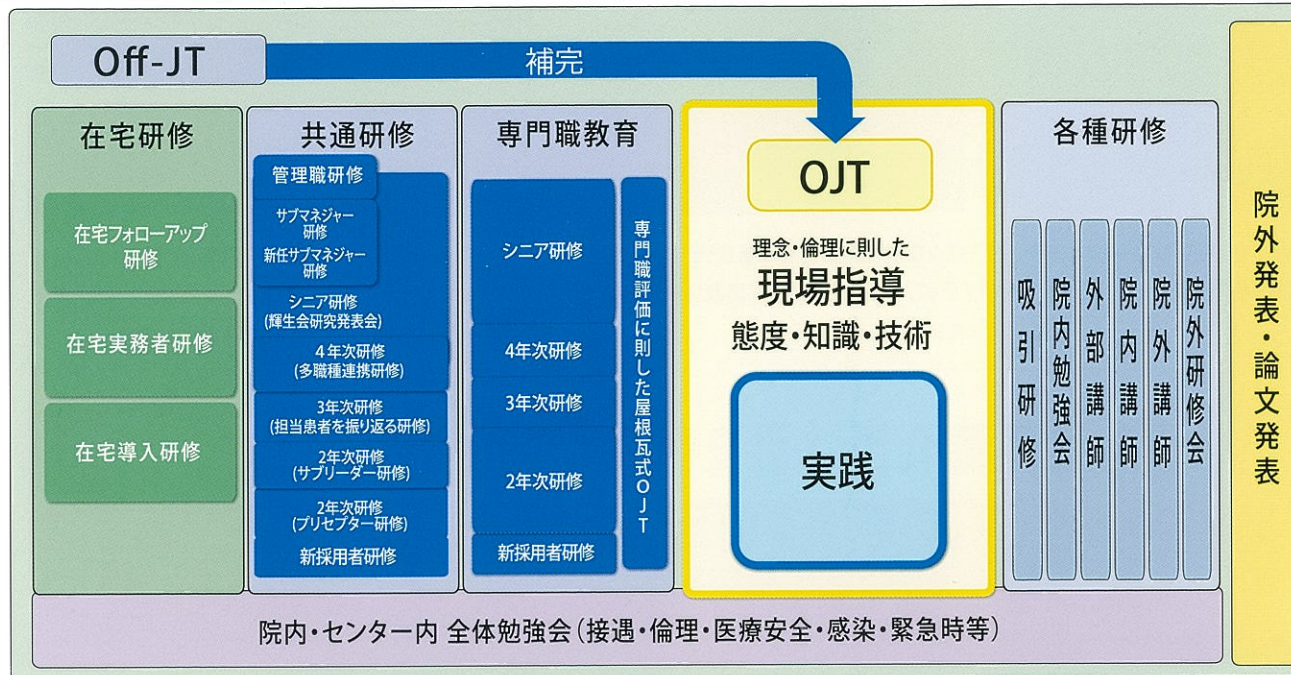 Off-JT
補完
在宅研修
在宅フォローアップ
研修
在宅実務者研修
在宅導入研修
共通研修
管理職研修
サブマネジャー
研修
新任サブマネジャー
研修
シニア研修
(輝生会研究発表会)
4年次研修
(多職種連携研修)
3年次研修
(担当患者を振り返る研修)
2年次研修
(サブリーダー研修)
2年次研修
(プリセプター研修)
新採用者研修
専門職教育
シニア研修
4年次研修
3年次研修
2年次研修
新採用者研修
専門職評価に則した屋根瓦式OJT
OJT
理念・倫理に則した
現場指導
態度・知識・技術
実践
各種研修
吸引研修
院内勉強会
外部講師
院内講師
院外講師
院外研修会
院外発表・論文発表
院内・センター内 全体勉強会(接遇・倫理・医療安全・感染・緊急時等)